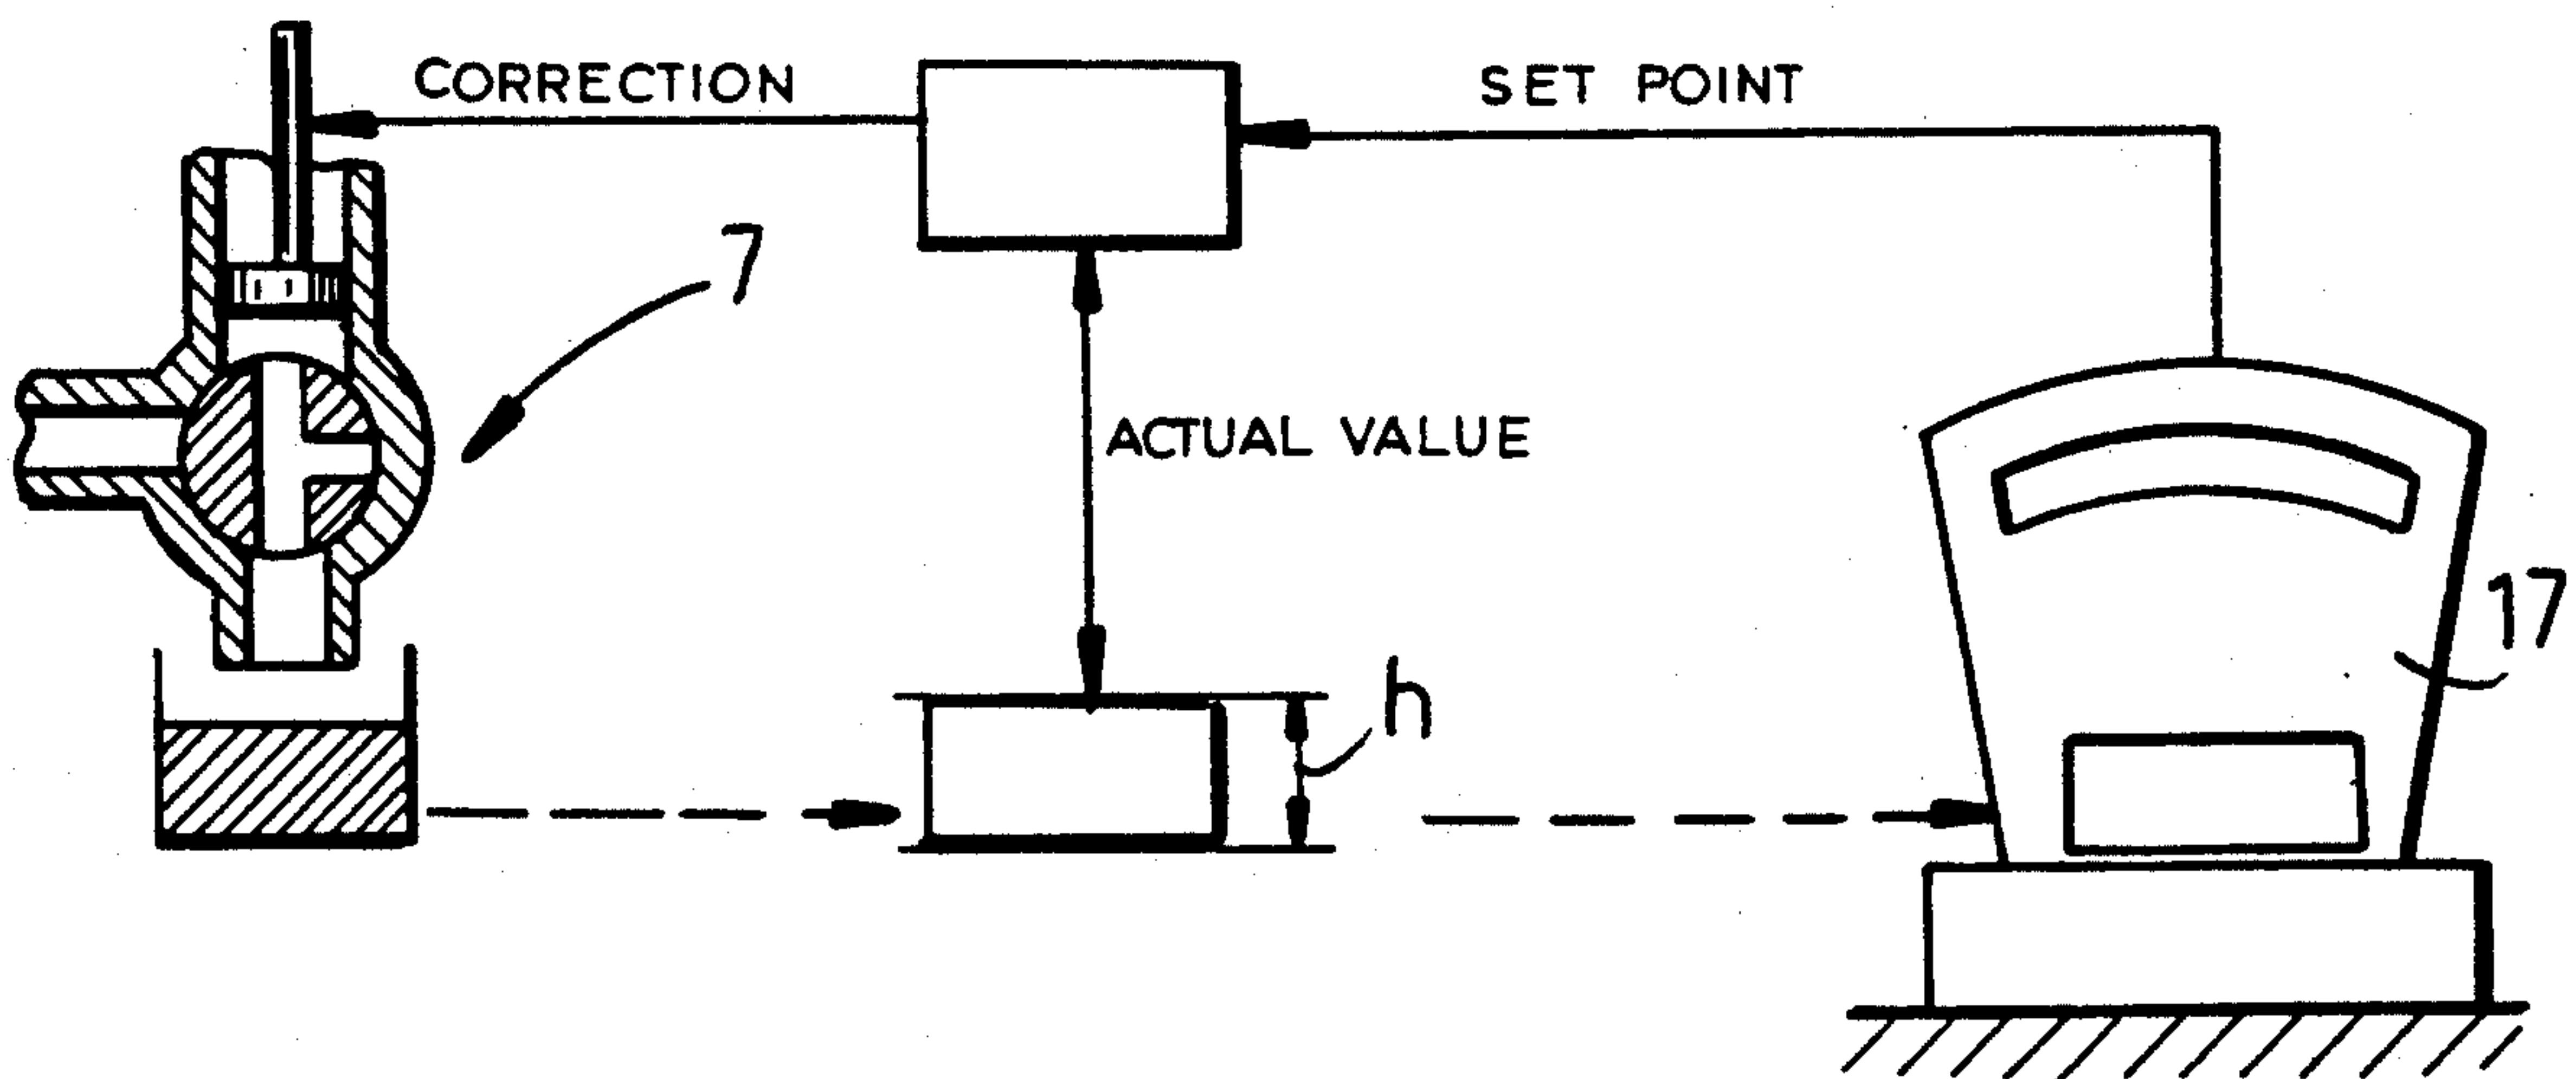 CORRECTION
SET POINT
7
ACTUAL VALUE
17
h